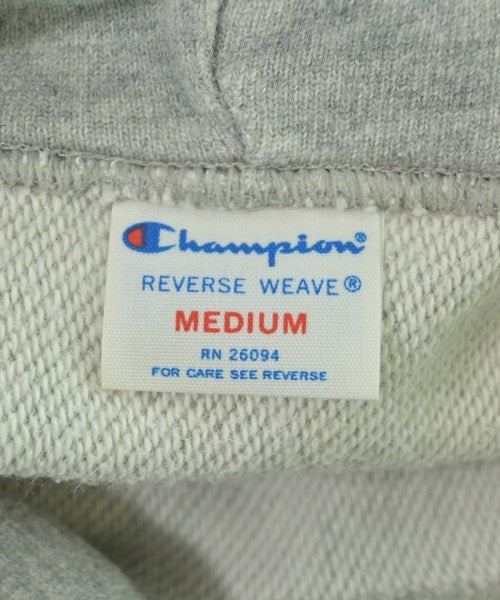 Champion®
REVERSE WEAVE®
MEDIUM
RN 26094
FOR CARE SEE REVERSE